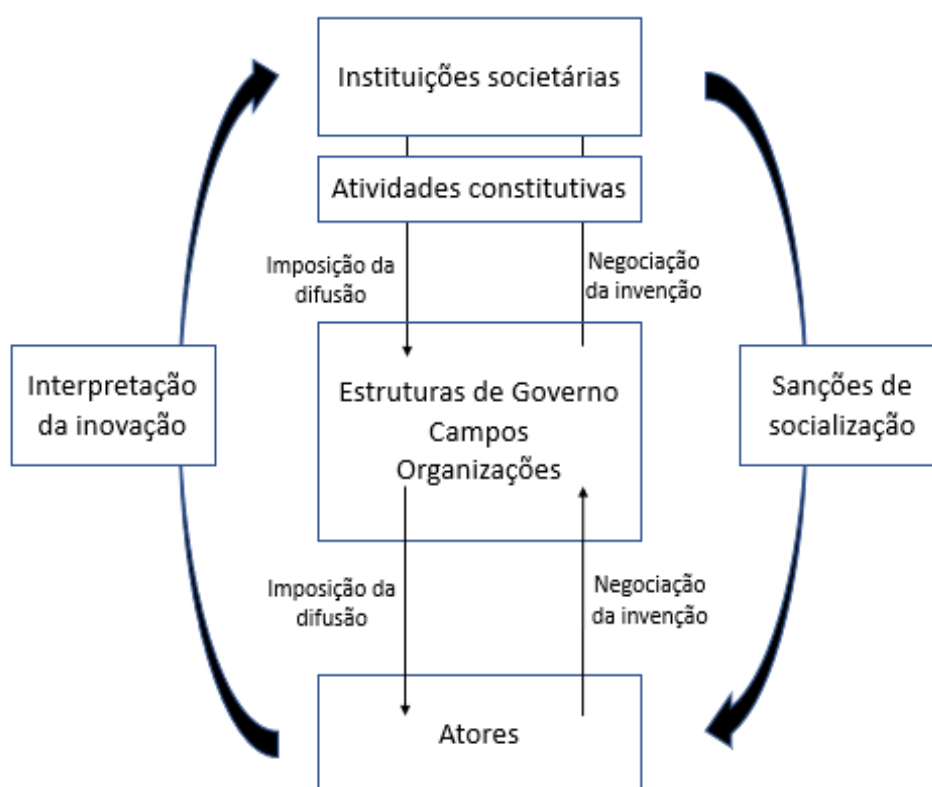 Instituições societárias
Atividades constitutivas
Imposição da
difusão
Negociação
da invenção
Interpretação
da inovação
Estruturas de Governo
Campos
Organizações
Sanções de
socialização
Imposição da
difusão
Negociação
da invenção
Atores